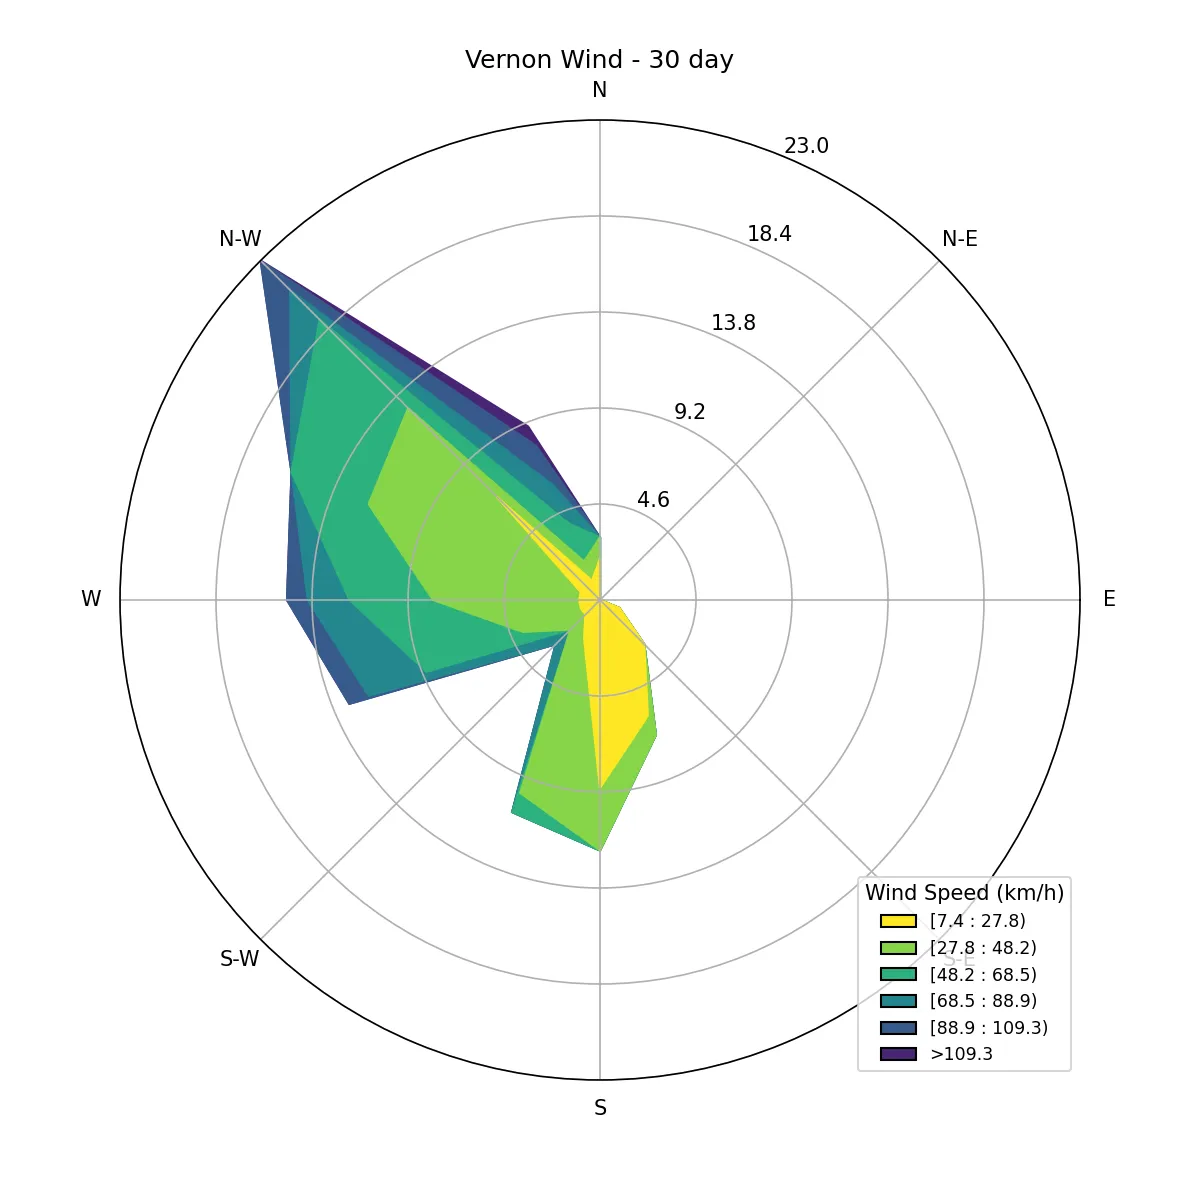 Vernon Wind - 30 day
N
23.0
18.4
N-W
N-E
13.8
9.2
4.6
W
E
S-W
S-E
S
Wind Speed (km/h)
[7.4 : 27.8)
[27.8 : 48.2)
[48.2 : 68.5)
[68.5 : 88.9)
[88.9 : 109.3)
>109.3